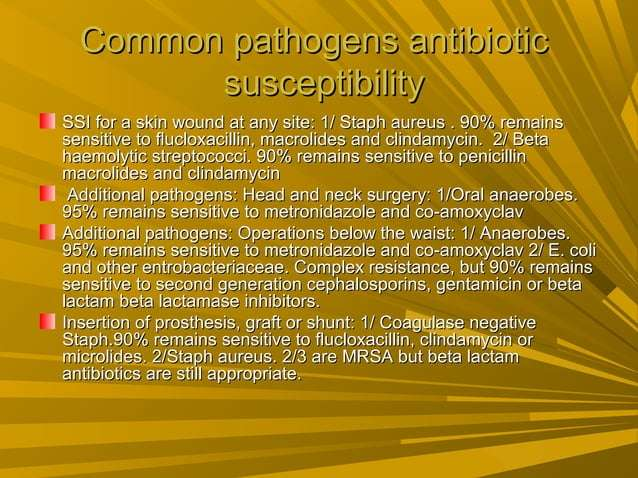 Common pathogens antibiotic
susceptibility
SSI for a skin wound at any site: 1/ Staph aureus . 90% remains
sensitive to flucloxacillin, macrolides and clindamycin.  2/ Beta
haemolytic streptococci. 90% remains sensitive to penicillin
macrolides and clindamycin
Additional pathogens: Head and neck surgery: 1/Oral anaerobes.
95% remains sensitive to metronidazole and co-amoxyclav
Additional pathogens: Operations below the waist: 1/ Anaerobes.
95% remains sensitive to metronidazole and co-amoxyclav 2/ E. coli
and other entrobacteriaceae. Complex resistance, but 90% remains
sensitive to second generation cephalosporins, gentamicin or beta
lactam beta lactamase inhibitors.
Insertion of prosthesis, graft or shunt: 1/ Coagulase negative
Staph.90% remains sensitive to flucloxacillin, clindamycin or
microlides. 2/Staph aureus. 2/3 are MRSA but beta lactam
antibiotics are still appropriate.